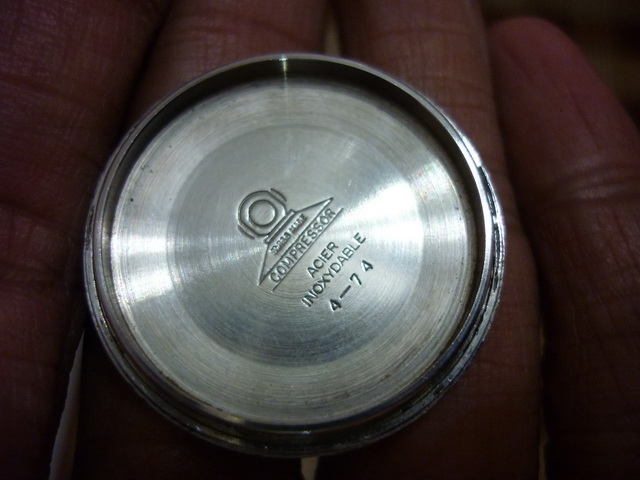 COMPRESSOR
ACIER
INOXYDABLE
4-74